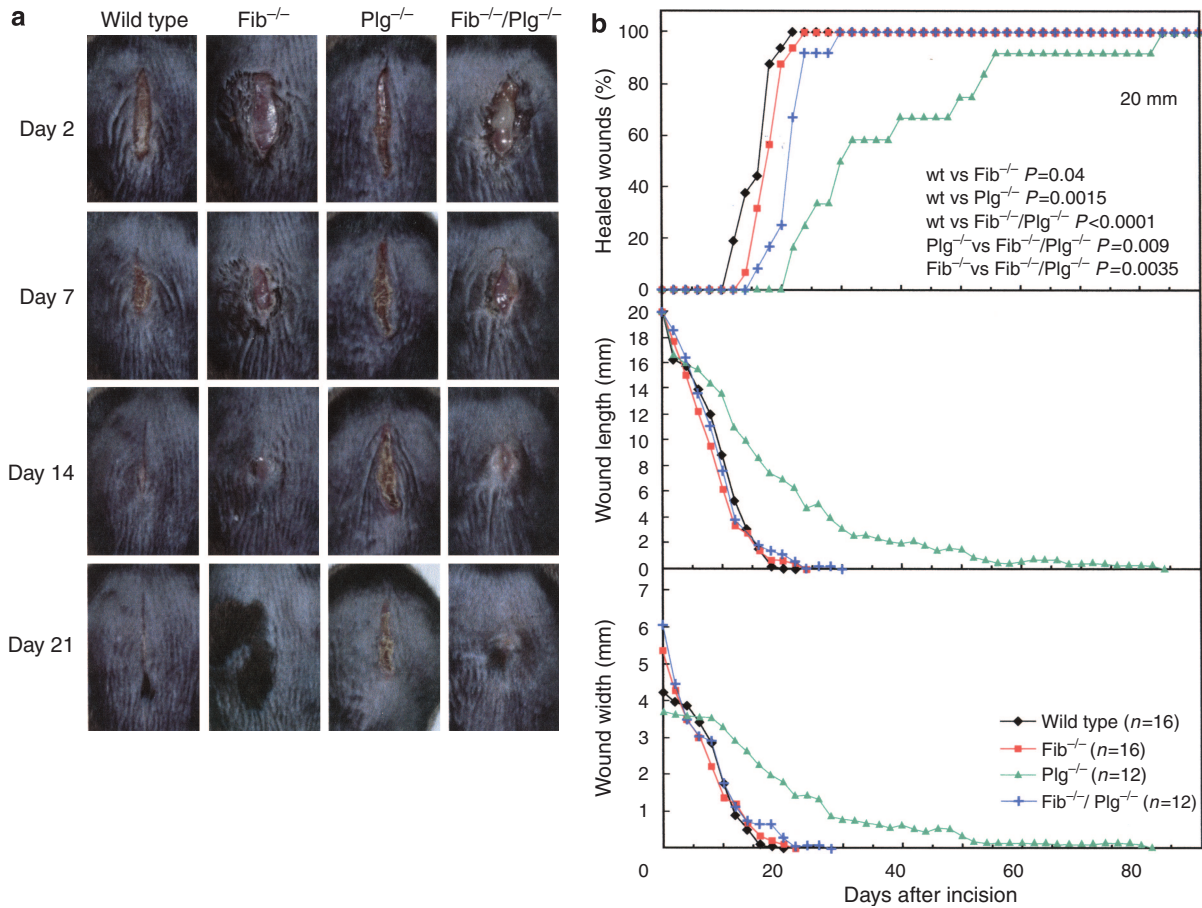 a
Wild type Fib⁻/⁻ Plg⁻/⁻ Fib⁻/⁻/Plg⁻/⁻
Day 2
Day 7
Day 14
Day 21
b
Healed wounds (%)
100
80
60
40
20
0
20 mm
wt vs Fib⁻/⁻ P=0.04
wt vs Plg⁻/⁻ P=0.0015
wt vs Fib⁻/⁻/Plg⁻/⁻ P<0.0001
Plg⁻/⁻ vs Fib⁻/⁻/Plg⁻/⁻ P=0.009
Fib⁻/⁻ vs Fib⁻/⁻/Plg⁻/⁻ P=0.0035
Wound length (mm)
20
18
16
14
12
10
8
6
4
2
0
Wound width (mm)
7
6
5
4
3
2
1
Wild type (n=16)
Fib⁻/⁻ (n=16)
Plg⁻/⁻ (n=12)
Fib⁻/⁻/ Plg⁻/⁻ (n=12)
0 20 40 60 80
Days after incision